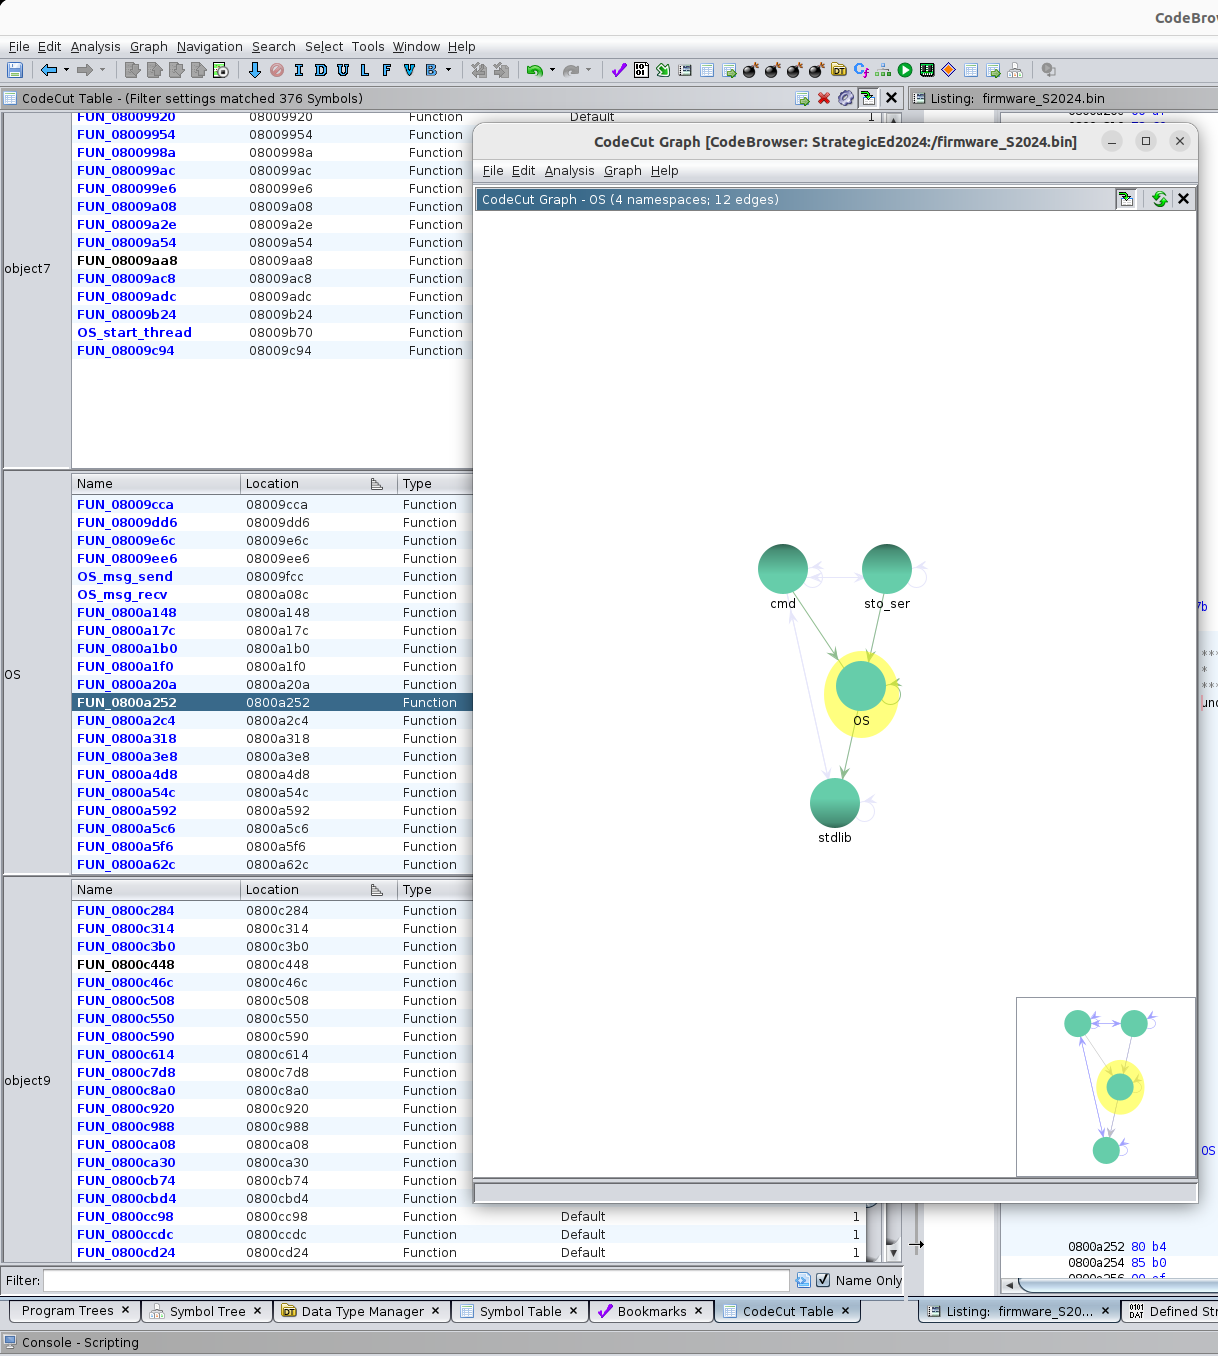 CodeBrow
File Edit Analysis Graph Navigation Search Select Tools Window Help
I D U L F V B
CodeCut Table - (Filter settings matched 376 Symbols)
Listing: firmware_S2024.bin
object7
FUN_08009920 08009920 Function Default 1
FUN_08009954 08009954 Function
FUN_0800998a 0800998a Function
FUN_080099ac 080099ac Function
FUN_080099e6 080099e6 Function
FUN_08009a08 08009a08 Function
FUN_08009a2e 08009a2e Function
FUN_08009a54 08009a54 Function
FUN_08009aa8 08009aa8 Function
FUN_08009ac8 08009ac8 Function
FUN_08009adc 08009adc Function
FUN_08009b24 08009b24 Function
OS_start_thread 08009b70 Function
FUN_08009c94 08009c94 Function
OS
Name Location Type
FUN_08009cca 08009cca Function
FUN_08009dd6 08009dd6 Function
FUN_08009e6c 08009e6c Function
FUN_08009ee6 08009ee6 Function
OS_msg_send 08009fcc Function
OS_msg_recv 0800a08c Function
FUN_0800a148 0800a148 Function
FUN_0800a17c 0800a17c Function
FUN_0800a1b0 0800a1b0 Function
FUN_0800a1f0 0800a1f0 Function
FUN_0800a20a 0800a20a Function
FUN_0800a252 0800a252 Function
FUN_0800a2c4 0800a2c4 Function
FUN_0800a318 0800a318 Function
FUN_0800a3e8 0800a3e8 Function
FUN_0800a4d8 0800a4d8 Function
FUN_0800a54c 0800a54c Function
FUN_0800a592 0800a592 Function
FUN_0800a5c6 0800a5c6 Function
FUN_0800a5f6 0800a5f6 Function
FUN_0800a62c 0800a62c Function
object9
Name Location Type
FUN_0800c284 0800c284 Function
FUN_0800c314 0800c314 Function
FUN_0800c3b0 0800c3b0 Function
FUN_0800c448 0800c448 Function
FUN_0800c46c 0800c46c Function
FUN_0800c508 0800c508 Function
FUN_0800c550 0800c550 Function
FUN_0800c590 0800c590 Function
FUN_0800c614 0800c614 Function
FUN_0800c7d8 0800c7d8 Function
FUN_0800c8a0 0800c8a0 Function
FUN_0800c920 0800c920 Function
FUN_0800c988 0800c988 Function
FUN_0800ca08 0800ca08 Function
FUN_0800ca30 0800ca30 Function
FUN_0800cb74 0800cb74 Function
FUN_0800cbd4 0800cbd4 Function
FUN_0800cc98 0800cc98 Function Default 1
FUN_0800ccdc 0800ccdc Function Default 1
FUN_0800cd24 0800cd24 Function Default 1
CodeCut Graph [CodeBrowser: StrategicEd2024:/firmware_S2024.bin]
File Edit Analysis Graph Help
CodeCut Graph - OS (4 namespaces; 12 edges)
cmd
sto_ser
OS
stdlib
7b
**
*
**
und
OS
0800a252 80 b4
0800a254 85 b0
Filter:
Name Only
Program Trees
Symbol Tree
Data Type Manager
Symbol Table
Bookmarks
CodeCut Table
Listing: firmware_S20...
Defined Str
Console - Scripting